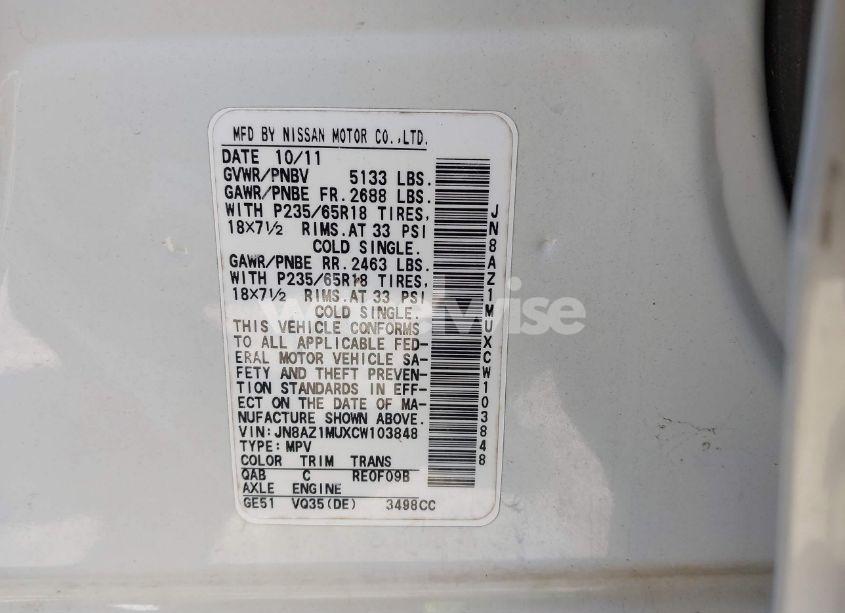 MFD BY NISSAN MOTOR CO.,LTD.
DATE 10/11
GVWR/PNBV 5133 LBS.
GAWR/PNBE FR. 2688 LBS.
WITH P235/65R18 TIRES,
18X7½ RIMS.AT 33 PSI
COLD SINGLE.
GAWR/PNBE RR. 2463 LBS.
WITH P235/65R18 TIRES,
18X7½ RIMS.AT 33 PSI
COLD SINGLE.
THIS VEHICLE CONFORMS
TO ALL APPLICABLE FED-
ERAL MOTOR VEHICLE SA-
FETY AND THEFT PREVEN-
TION STANDARDS IN EFF-
ECT ON THE DATE OF MA-
NUFACTURE SHOWN ABOVE.
VIN: JN8AZ1MUXCW103848
TYPE: MPV
COLOR TRIM TRANS
QAB C RE0F09B
AXLE ENGINE
GE51 VQ35(DE) 3498CC
JN8AZ1MUXCW103848